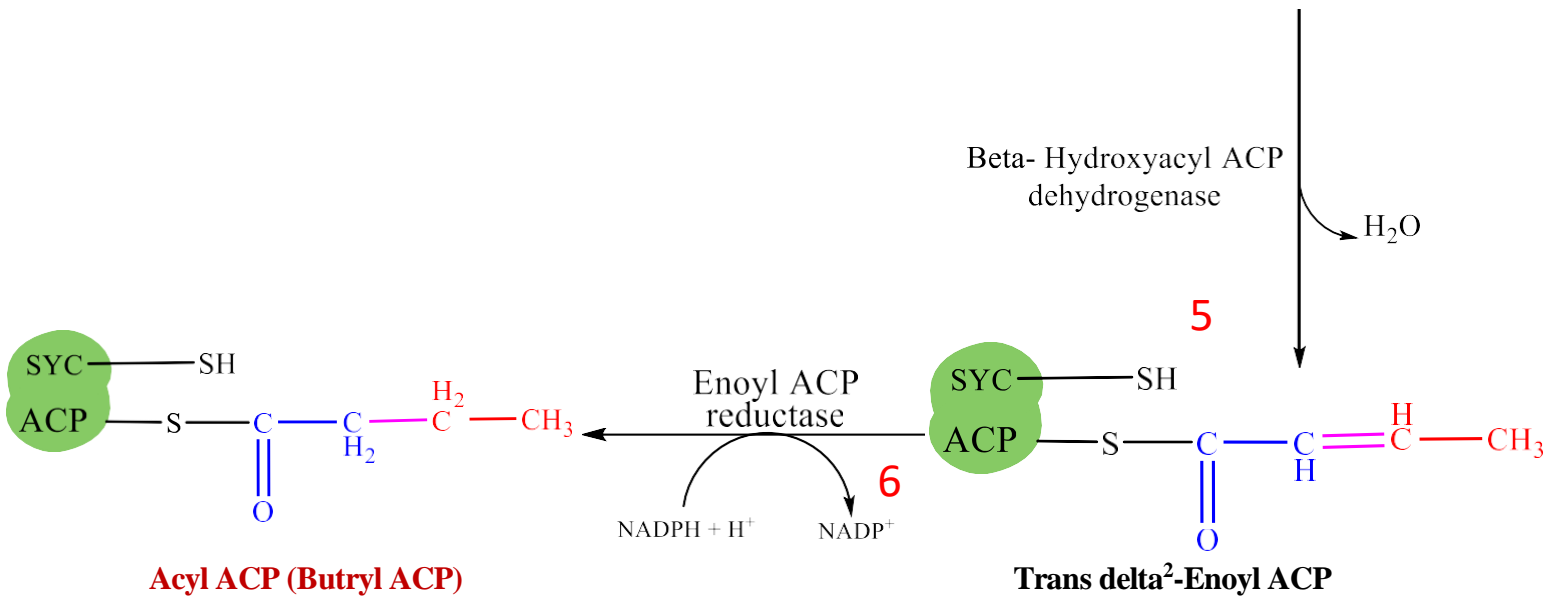 Beta- Hydroxyacyl ACP
dehydrogenase
H2O
5
SYC SH
ACP S C C C CH3
H2
H2
O
Enoyl ACP
reductase
6
NADPH + H+
NADP+
SYC SH
ACP S C C C CH3
H
H
O
Acyl ACP (Butryl ACP)
Trans delta2-Enoyl ACP